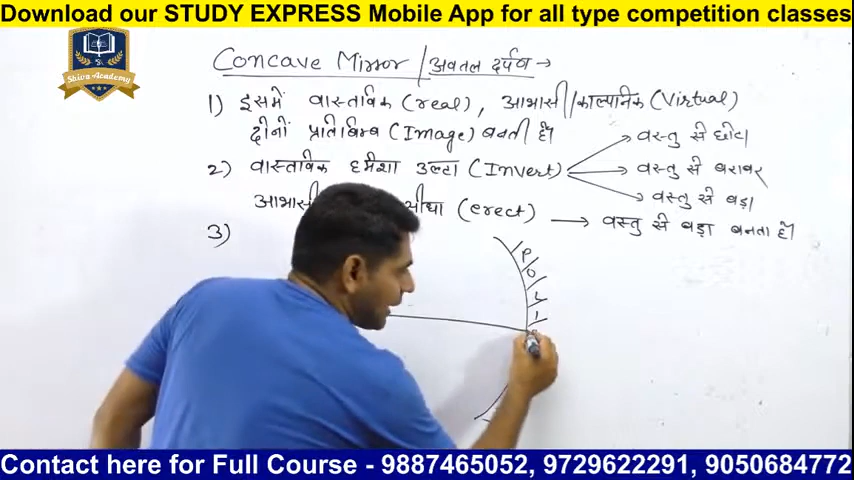 Download our STUDY EXPRESS Mobile App for all type competition classes
Shiva Academy
Concave Mirror / अवतल दर्पण →
1) इसमें वास्तविक (real), आभासी/काल्पनिक (Virtual)
दोनों प्रतिबिम्ब (Image) बनती है।
2) वास्तविक हमेशा उल्टा (Invert)
वस्तु से छोटा
वस्तु से बराबर
वस्तु से बड़ा
आभासी सीधा (erect) → वस्तु से बड़ा बनता है।
3)
P
O
L
I
Contact here for Full Course - 9887465052, 9729622291, 9050684772